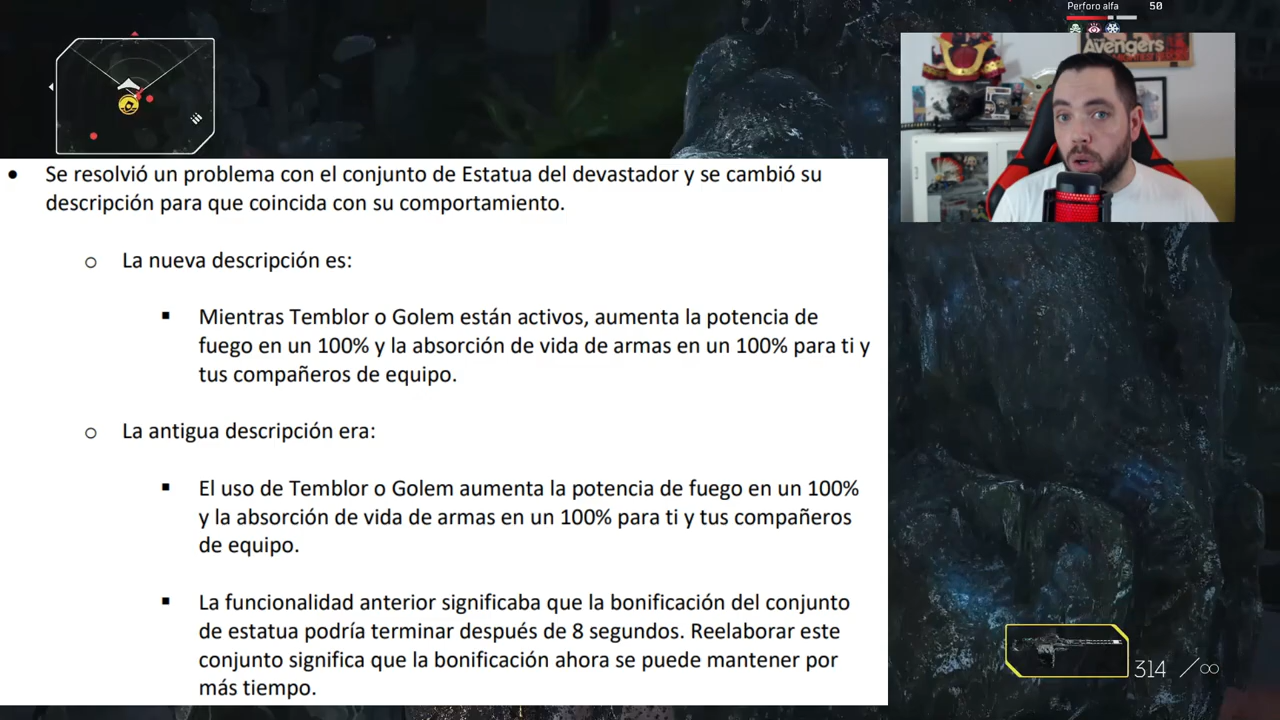 Perforo alfa 50
Avengers
• Se resolvió un problema con el conjunto de Estatua del devastador y se cambió su
descripción para que coincida con su comportamiento.
o La nueva descripción es:
▪ Mientras Temblor o Golem están activos, aumenta la potencia de
fuego en un 100% y la absorción de vida de armas en un 100% para ti y
tus compañeros de equipo.
o La antigua descripción era:
▪ El uso de Temblor o Golem aumenta la potencia de fuego en un 100%
y la absorción de vida de armas en un 100% para ti y tus compañeros
de equipo.
▪ La funcionalidad anterior significaba que la bonificación del conjunto
de estatua podría terminar después de 8 segundos. Reelaborar este
conjunto significa que la bonificación ahora se puede mantener por
más tiempo.
314 /∞